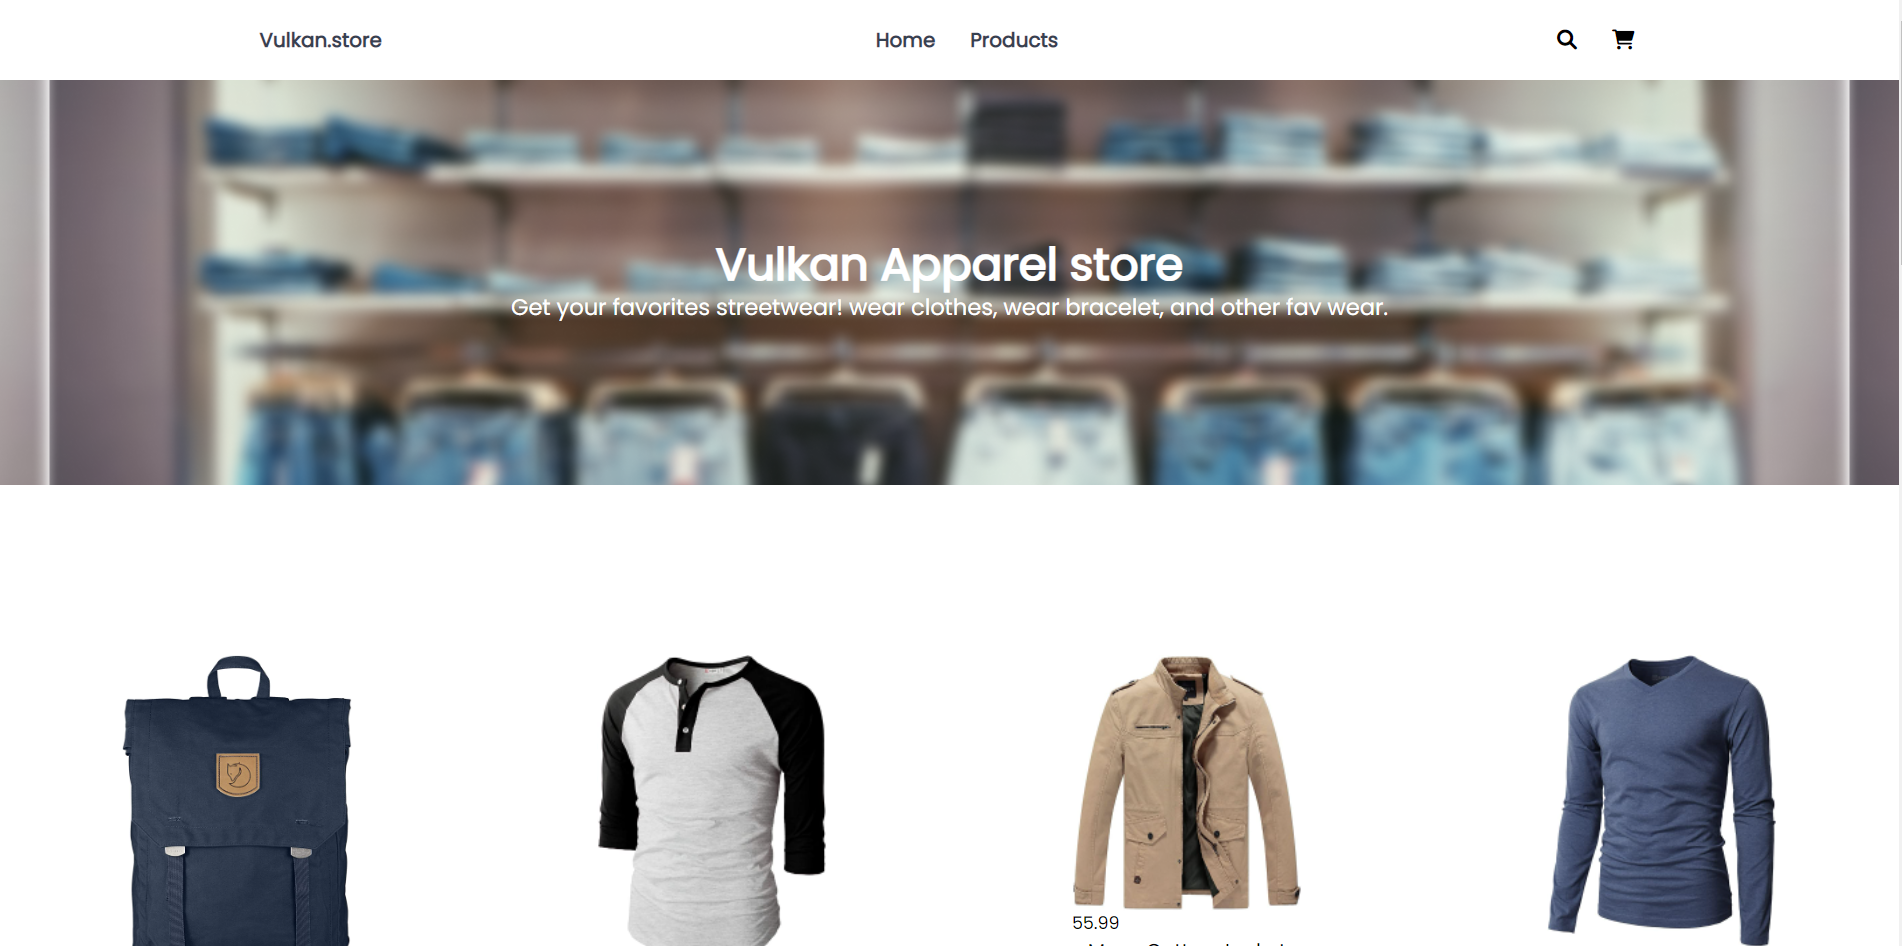 Vulkan.store
Home Products
Vulkan Apparel store
Get your favorites streetwear! wear clothes, wear bracelet, and other fav wear.
55.99